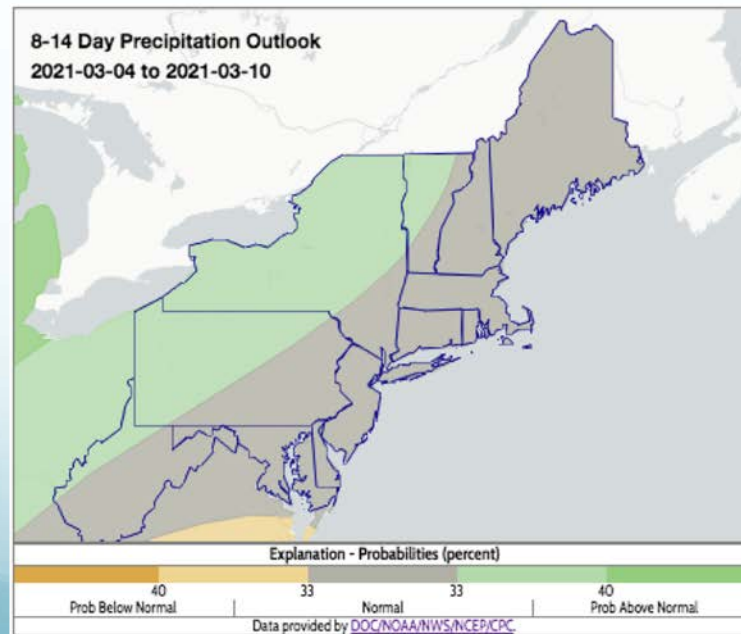 8-14 Day Precipitation Outlook
2021-03-04 to 2021-03-10
Explanation - Probabilities (percent)
40 33 33 40
Prob Below Normal | Normal | Prob Above Normal
Data provided by DOC/NOAA/NWS/NCEP/CPC.